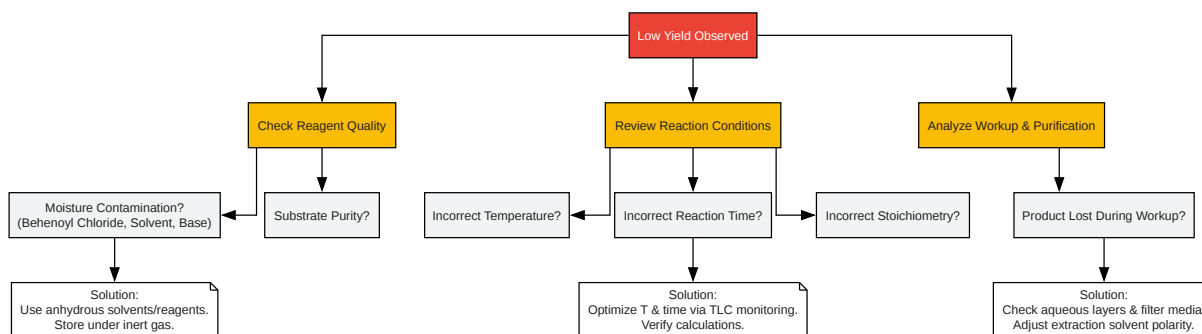 Low Yield Observed
Check Reagent Quality
Review Reaction Conditions
Analyze Workup & Purification
Moisture Contamination?
(Behenoyl Chloride, Solvent, Base)
Substrate Purity?
Incorrect Temperature?
Incorrect Reaction Time?
Incorrect Stoichiometry?
Product Lost During Workup?
Solution:
Use anhydrous solvents/reagents.
Store under inert gas.
Solution:
Optimize T & time via TLC monitoring.
Verify calculations.
Solution:
Check aqueous layers & filter media
Adjust extraction solvent polarity.